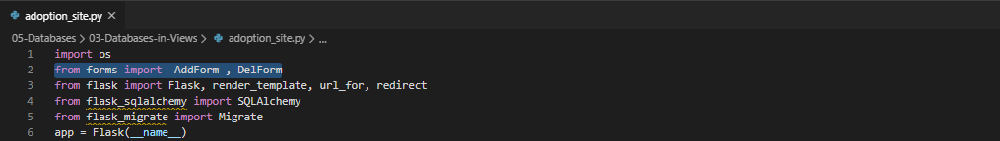 adoption_site.py ×
05-Databases > 03-Databases-in-Views > adoption_site.py > ...
1 import os
2 from forms import  AddForm , DelForm
3 from flask import Flask, render_template, url_for, redirect
4 from flask_sqlalchemy import SQLAlchemy
5 from flask_migrate import Migrate
6 app = Flask(__name__)